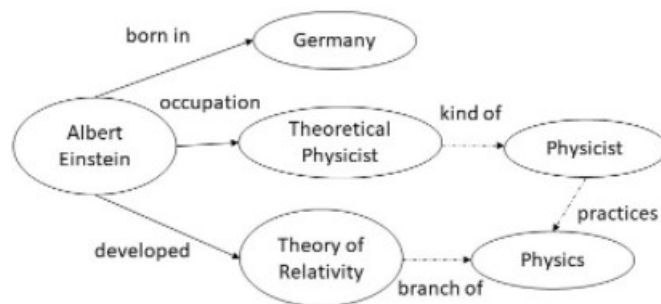 born in
Germany
occupation
Albert
Einstein
Theoretical
Physicist
kind of
Physicist
practices
developed
Theory of
Relativity
branch of
Physics